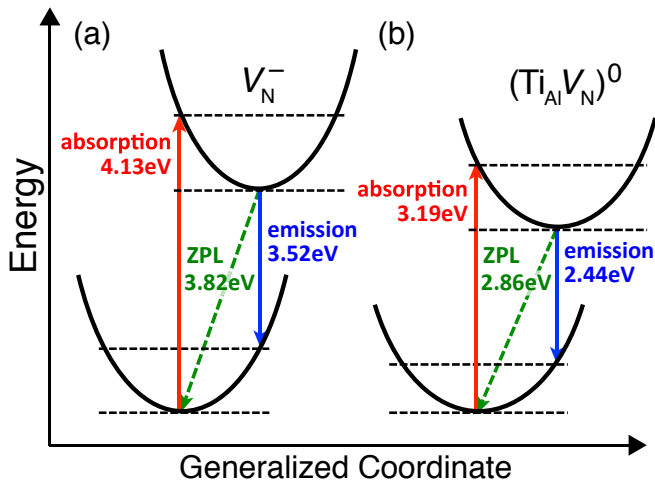 (a)
V_N^−
absorption
4.13eV
ZPL
3.82eV
emission
3.52eV
(b)
(Ti_Al V_N)^0
absorption
3.19eV
ZPL
2.86eV
emission
2.44eV
Energy
Generalized Coordinate